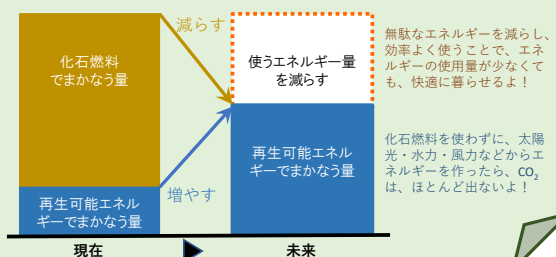 減らす
化石燃料
でまかなう量
使うエネルギー量
を減らす
無駄なエネルギーを減らし、
効率よく使うことで、エネ
ルギーの使用量が少なくて
も、快適に暮らせるよ！
再生可能エネル
ギーでまかなう量
増やす
再生可能エネル
ギーでまかなう量
化石燃料を使わずに、太陽
光・水力・風力などからエ
ネルギーを作ったら、CO₂
は、ほとんど出ないよ！
現在
未来